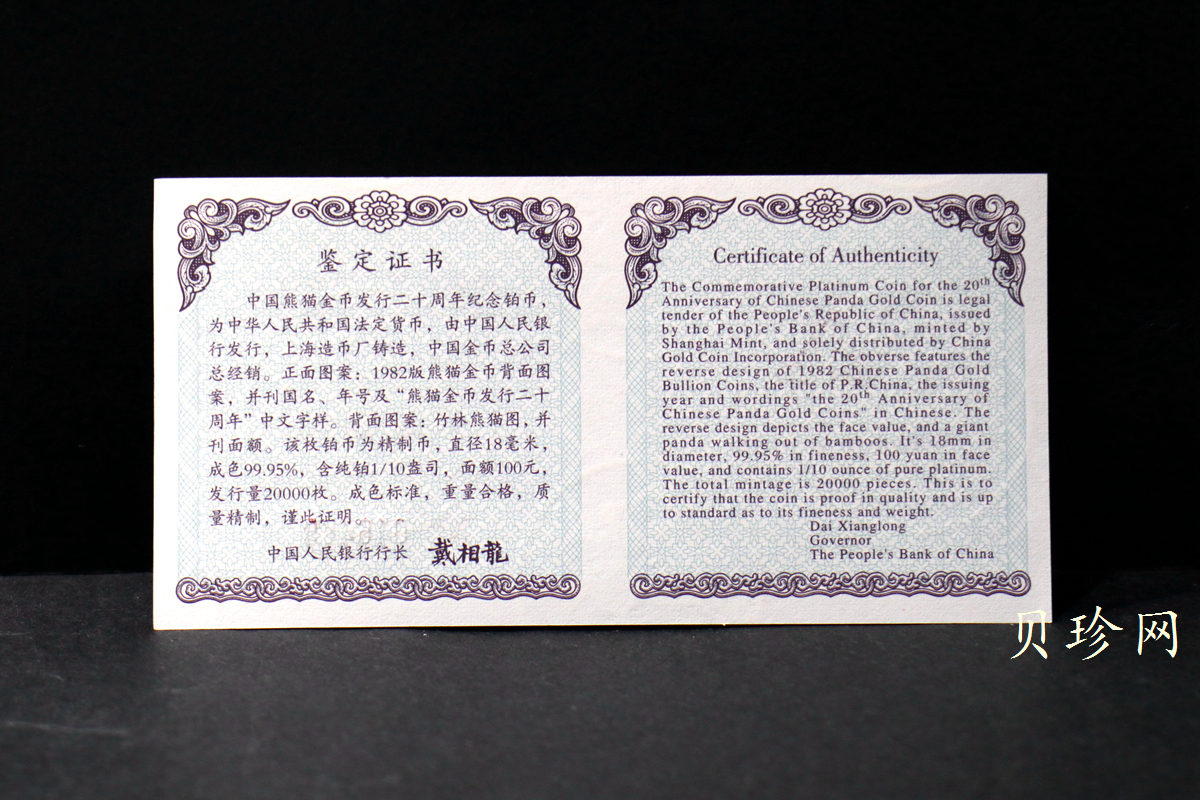 鉴定证书
中国熊猫金币发行二十周年纪念铂币，
为中华人民共和国法定货币，由中国人民银
行发行，上海造币厂铸造，中国金币总公司
总经销。正面图案：1982版熊猫金币背面图
案，并刊国名、年号及“熊猫金币发行二十
周年”中文字样。背面图案：竹林熊猫图，并
刊面额。该枚铂币为精制币，直径18毫米，
成色99.95%，含纯铂1/10盎司，面额100元，
发行量20000枚。成色标准，重量合格，质
量精制，谨此证明。
中国人民银行行长 戴相龍
Certificate of Authenticity
The Commemorative Platinum Coin for the 20th
Anniversary of Chinese Panda Gold Coin is legal
tender of the People's Republic of China, issued
by the People's Bank of China, minted by
Shanghai Mint, and solely distributed by China
Gold Coin Incorporation. The obverse features the
reverse design of 1982 Chinese Panda Gold
Bullion Coins, the title of P.R.China, the issuing
year and wordings "the 20th Anniversary of
Chinese Panda Gold Coins" in Chinese. The
reverse design depicts the face value, and a giant
panda walking out of bamboos. It's 18mm in
diameter, 99.95% in fineness, 100 yuan in face
value, and contains 1/10 ounce of pure platinum.
The total mintage is 20000 pieces. This is to
certify that the coin is proof in quality and is up
to standard as to its fineness and weight.
Dai Xianglong
Governor
The People's Bank of China
贝珍网